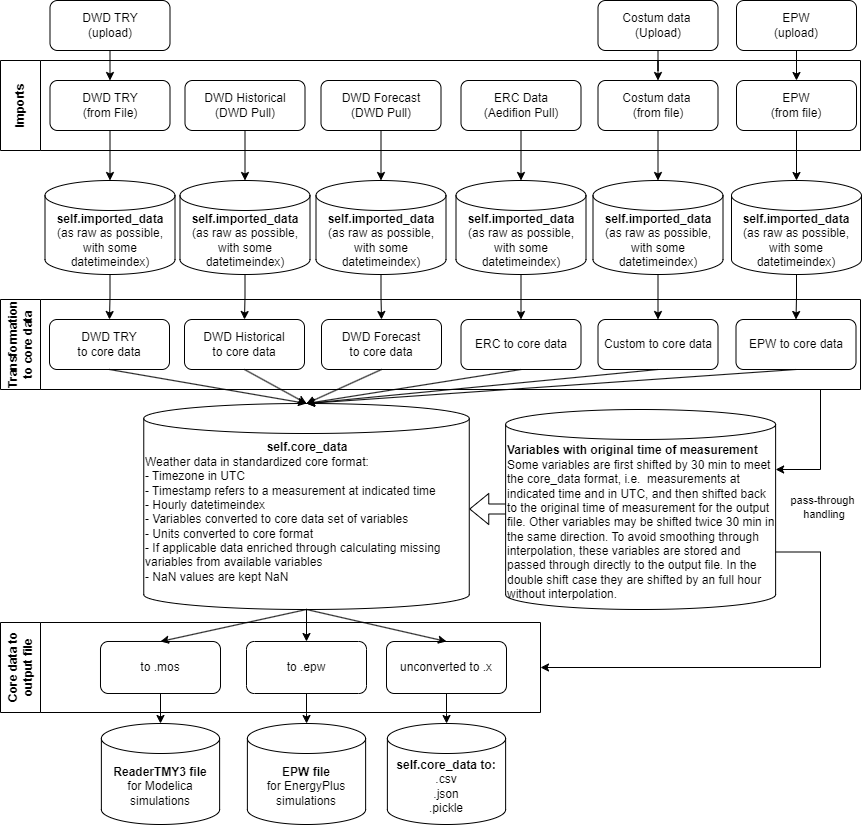 DWD TRY
(upload)
Costum data
(Upload)
EPW
(upload)
Imports
DWD TRY
(from File)
DWD Historical
(DWD Pull)
DWD Forecast
(DWD Pull)
ERC Data
(Aedifion Pull)
Costum data
(from file)
EPW
(from file)
self.imported_data
(as raw as possible,
with some
datetimeindex)
self.imported_data
(as raw as possible,
with some
datetimeindex)
self.imported_data
(as raw as possible,
with some
datetimeindex)
self.imported_data
(as raw as possible,
with some
datetimeindex)
self.imported_data
(as raw as possible,
with some
datetimeindex)
self.imported_data
(as raw as possible,
with some
datetimeindex)
Transformation
to core data
DWD TRY
to core data
DWD Historical
to core data
DWD Forecast
to core data
ERC to core data
Custom to core data
EPW to core data
self.core_data
Weather data in standardized core format:
- Timezone in UTC
- Timestamp refers to a measurement at indicated time
- Hourly datetimeindex
- Variables converted to core data set of variables
- Units converted to core format
- If applicable data enriched through calculating missing
variables from available variables
- NaN values are kept NaN
Variables with original time of measurement
Some variables are first shifted by 30 min to meet
the core_data format, i.e. measurements at
indicated time and in UTC, and then shifted back
to the original time of measurement for the output
file. Other variables may be shifted twice 30 min in
the same direction. To avoid smoothing through
interpolation, these variables are stored and
passed through directly to the output file. In the
double shift case they are shifted by an full hour
without interpolation.
pass-through
handling
Core data to
output file
to .mos
to .epw
unconverted to .x
ReaderTMY3 file
for Modelica
simulations
EPW file
for EnergyPlus
simulations
self.core_data to:
.csv
.json
.pickle